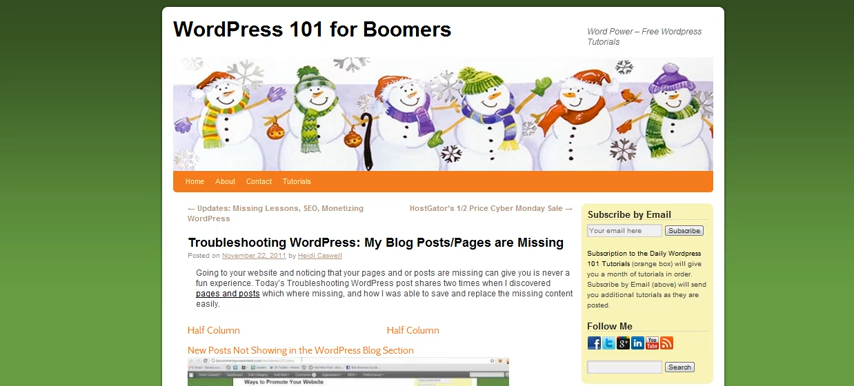 WordPress 101 for Boomers
Word Power – Free Wordpress
Tutorials
Home About Contact Tutorials
← Updates: Missing Lessons, SEO, Monetizing
WordPress
HostGator's 1/2 Price Cyber Monday Sale →
Troubleshooting WordPress: My Blog Posts/Pages are Missing
Posted on November 22, 2011 by Heidi Caswell
Going to your website and noticing that your pages and or posts are missing can give you is never a
fun experience. Today's Troubleshooting WordPress post shares two times when I discovered
pages and posts which where missing, and how I was able to save and replace the missing content
easily.
Half Column Half Column
New Posts Not Showing in the WordPress Blog Section
Ways to Promote Your Website
Subscribe by Email
Your email here Subscribe
Subscription to the Daily Wordpress
101 Tutorials (orange box) will give
you a month of tutorials in order.
Subscribe by Email (above) will send
you additional tutorials as they are
posted.
Follow Me
You
Tube
Search